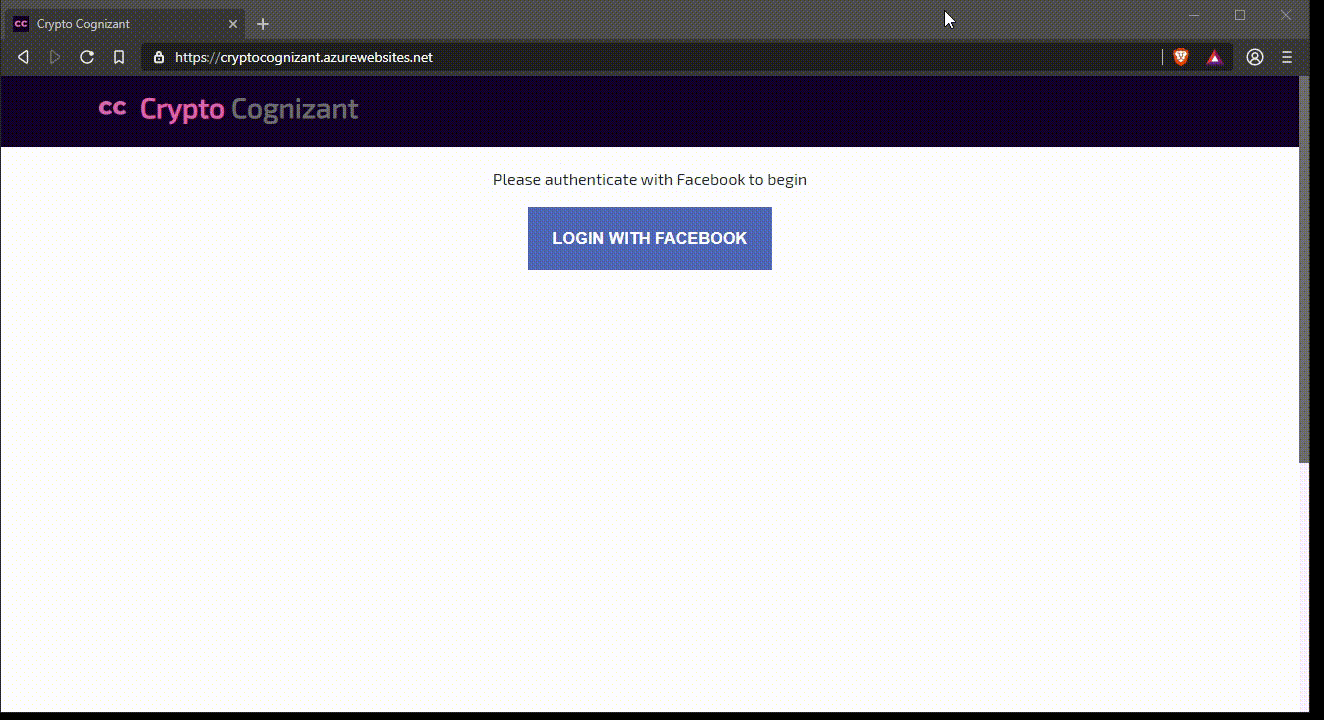 CC Crypto Cognizant
https://cryptocognizant.azurewebsites.net
CC Crypto Cognizant
Please authenticate with Facebook to begin
LOGIN WITH FACEBOOK